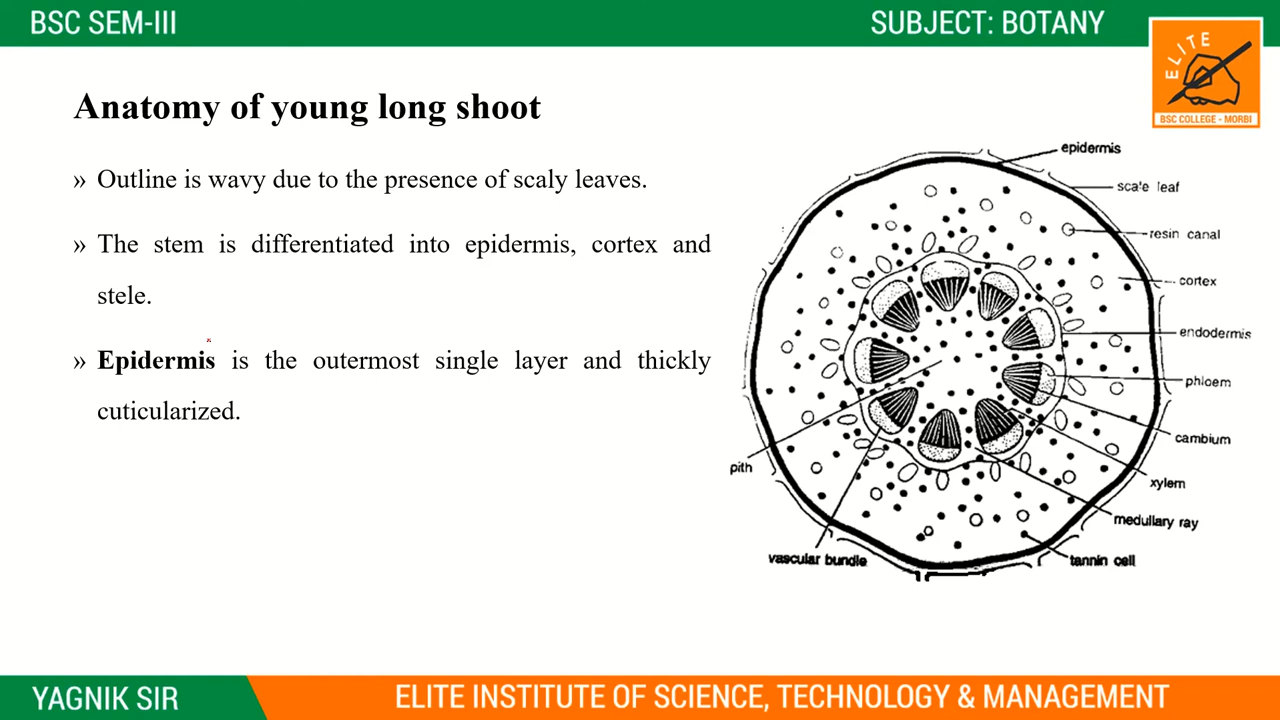 BSC SEM-III
SUBJECT: BOTANY
ELITE
BSC COLLEGE - MORBI
Anatomy of young long shoot
» Outline is wavy due to the presence of scaly leaves.
» The stem is differentiated into epidermis, cortex and
stele.
» Epidermis is the outermost single layer and thickly
cuticularized.
epidermis
scale leaf
resin canal
cortex
endodermis
phloem
cambium
xylem
medullary ray
tannin cell
pith
vascular bundle
YAGNIK SIR
ELITE INSTITUTE OF SCIENCE, TECHNOLOGY & MANAGEMENT